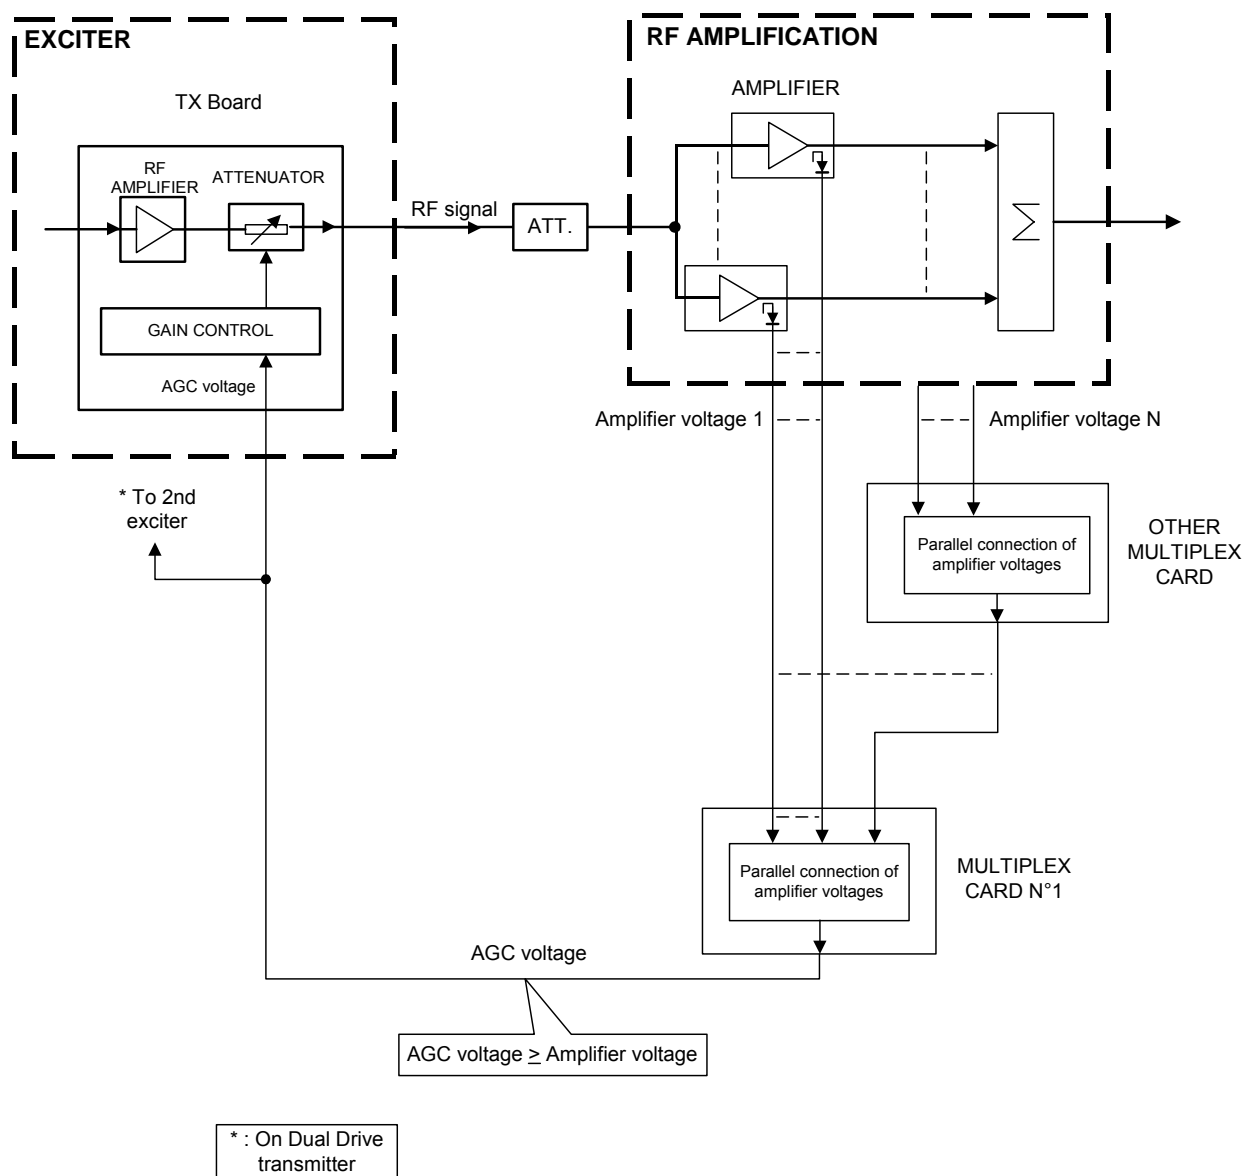 EXCITER
RF AMPLIFICATION
TX Board
AMPLIFIER
RF
AMPLIFIER
ATTENUATOR
RF signal
ATT.
Σ
GAIN CONTROL
AGC voltage
Amplifier voltage 1
Amplifier voltage N
* To 2nd
exciter
Parallel connection of
amplifier voltages
OTHER
MULTIPLEX
CARD
Parallel connection of
amplifier voltages
MULTIPLEX
CARD N°1
AGC voltage
AGC voltage ≥ Amplifier voltage
* : On Dual Drive
transmitter